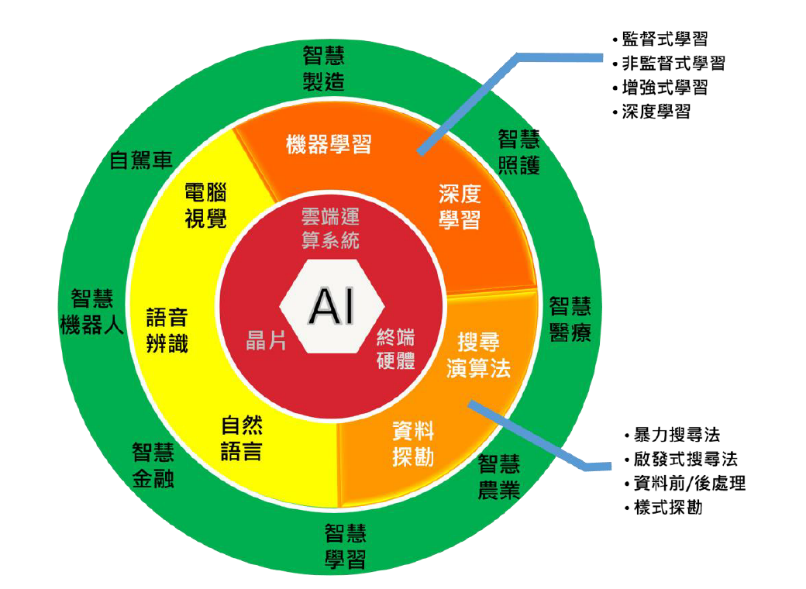 智慧
製造
• 監督式學習
• 非監督式學習
• 增強式學習
• 深度學習
機器學習
智慧
照護
自駕車
電腦
視覺
深度
學習
雲端運
算系統
智慧
機器人
語音
辨識
AI
晶片
終端
硬體
搜尋
演算法
智慧
醫療
自然
語言
資料
探勘
智慧
金融
智慧
農業
• 暴力搜尋法
• 啟發式搜尋法
• 資料前/後處理
• 樣式探勘
智慧
學習